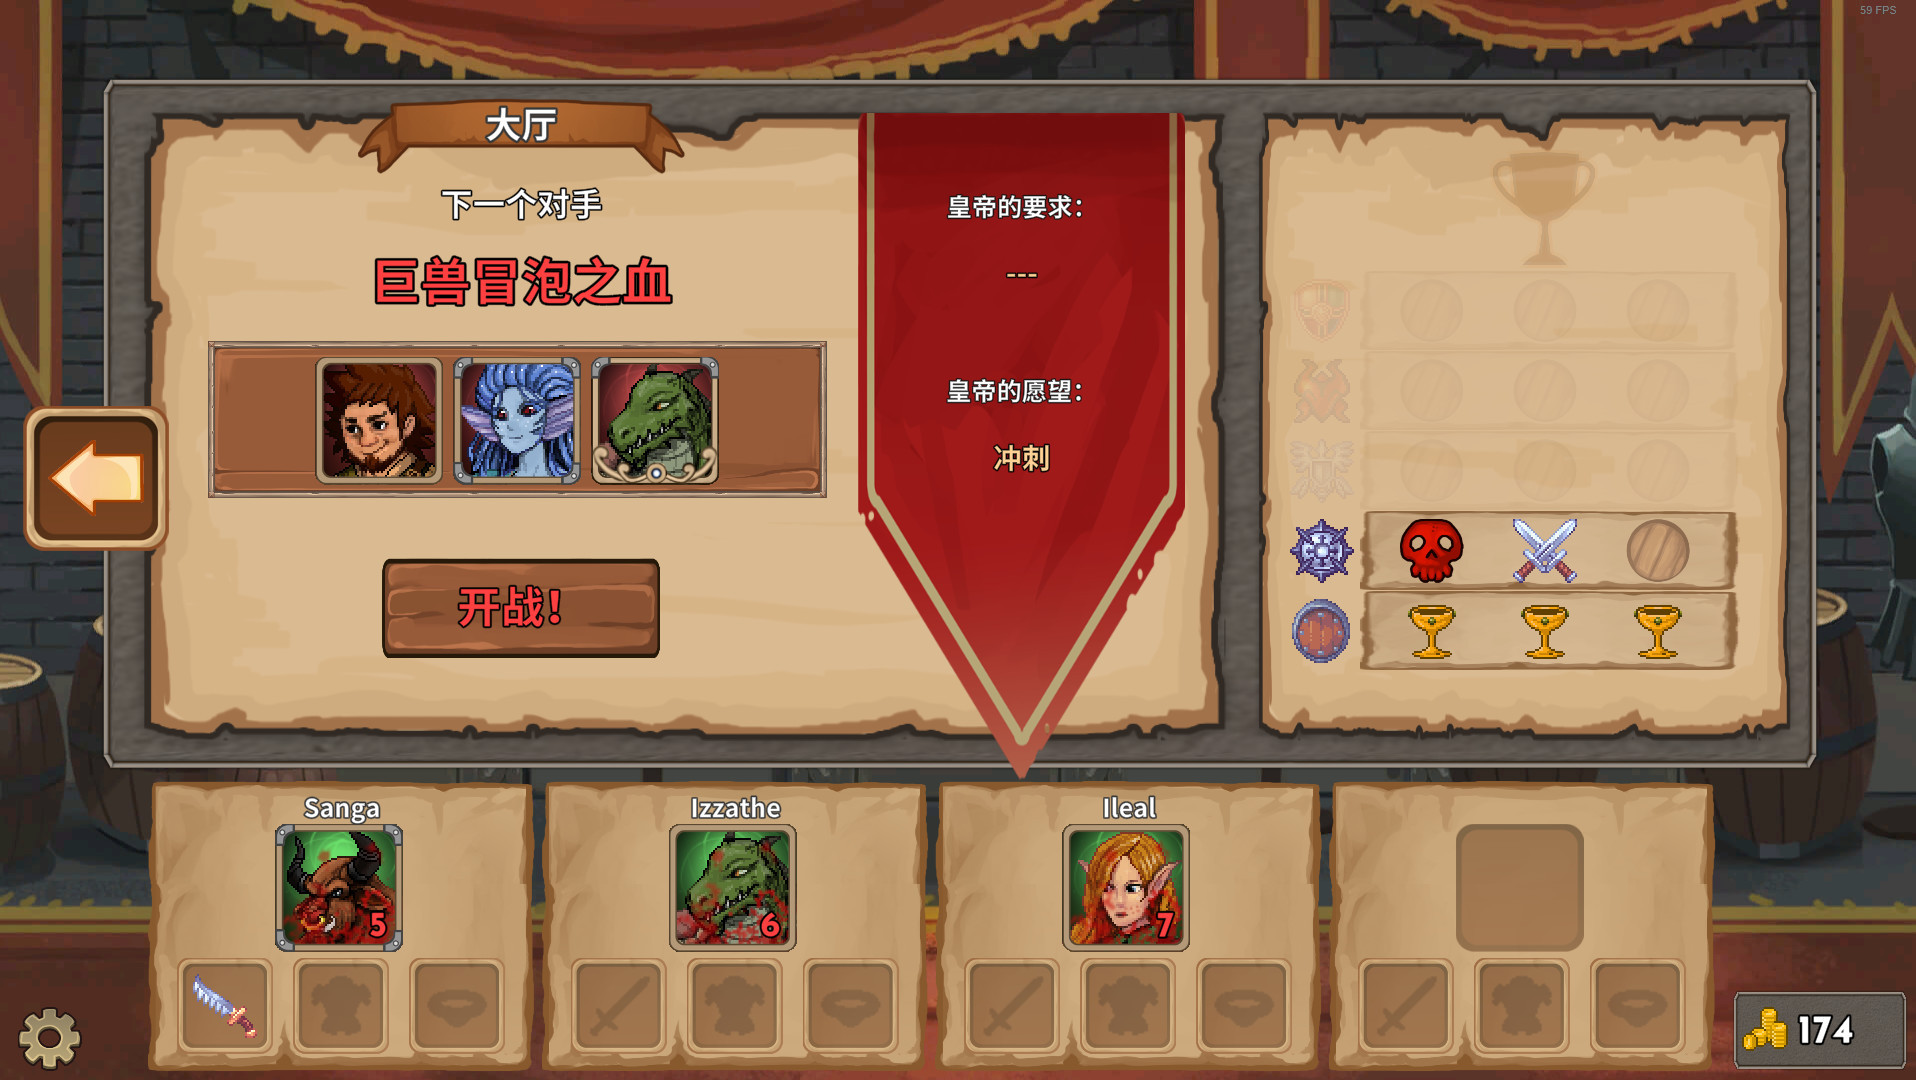 59 FPS
大厅
下一个对手
巨兽冒泡之血
开战!
皇帝的要求:
---
皇帝的愿望:
冲刺
Sanga
5
Izzathe
6
Ileal
7
174